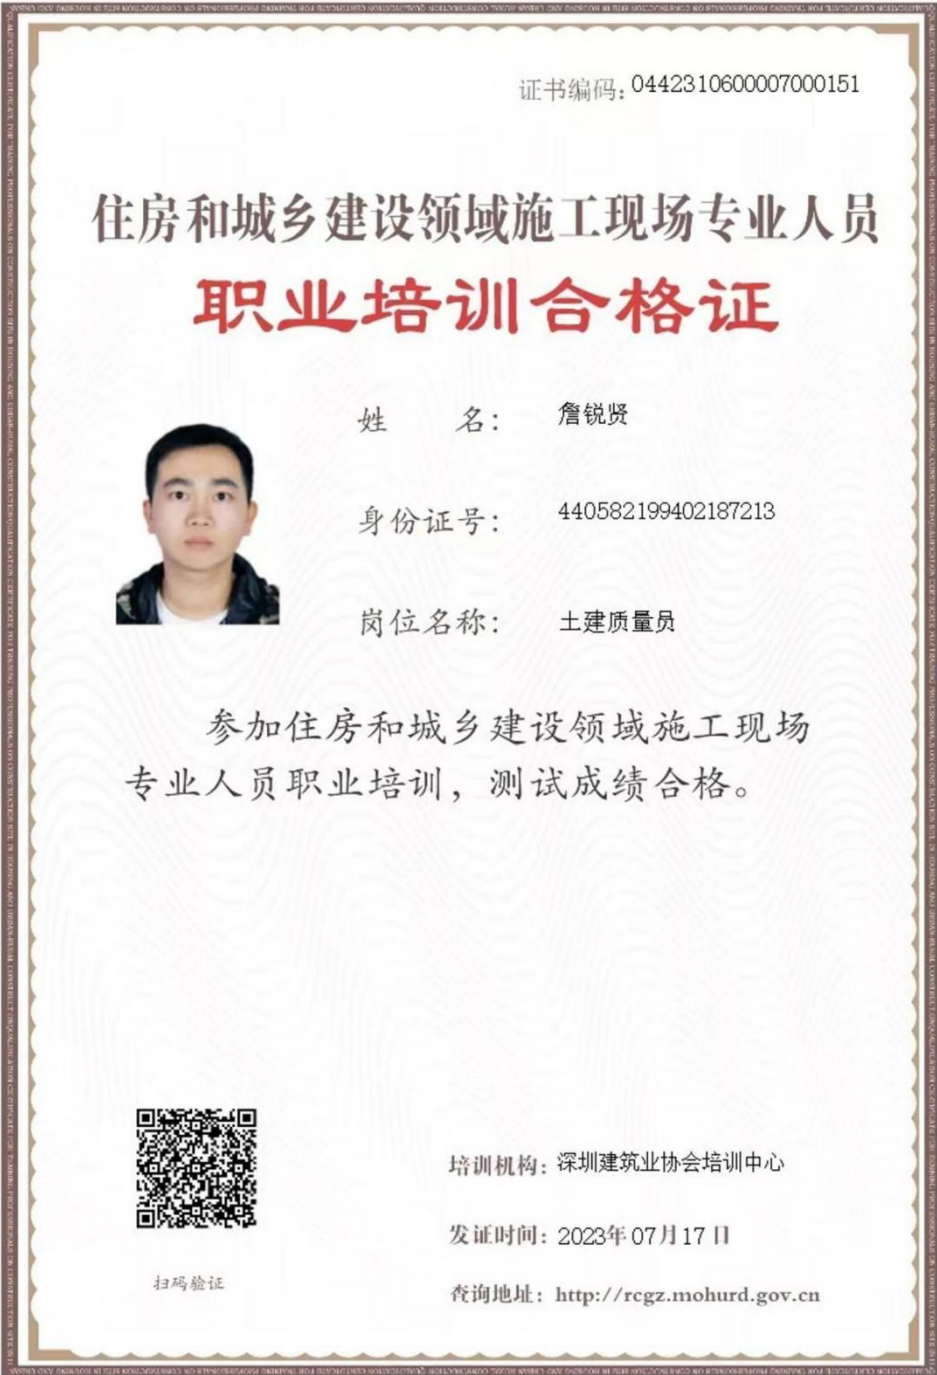 证书编码：0442310600007000151
住房和城乡建设领域施工现场专业人员
职业培训合格证
姓 名： 詹锐贤
身份证号： 440582199402187213
岗位名称： 土建质量员
参加住房和城乡建设领域施工现场
专业人员职业培训，测试成绩合格。
培训机构：深圳建筑业协会培训中心
发证时间：2023年07月17日
扫码验证
查询地址：http://rcgz.mohurd.gov.cn